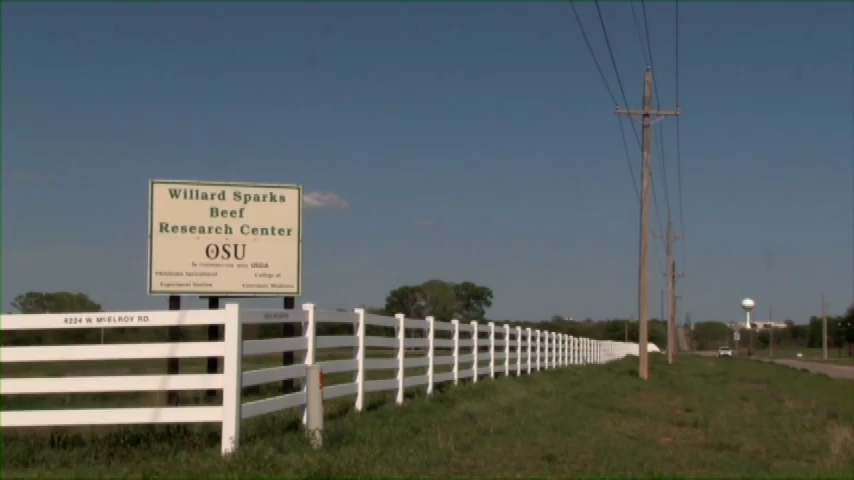 Willard Sparks
Beef
Research Center
OSU
In cooperation with USDA
Oklahoma Agricultural College of
Experiment Station Veterinary Medicine
4224 W McELROY RD.